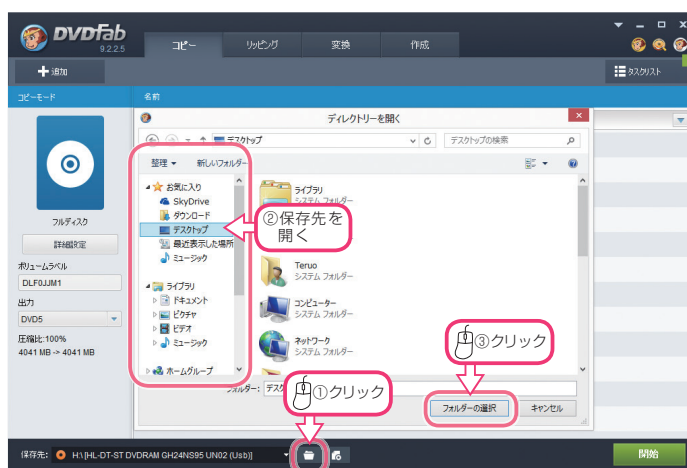 DVDFab
9.2.2.5
コピー
リッピング
変換
作成
追加
タスクリスト
コピーモード
名前
ディレクトリーを開く
デスクトップ
デスクトップの検索
整理
新しいフォルダー
お気に入り
SkyDrive
ダウンロード
デスクトップ
最近表示した場所
ミュージック
ライブラリ
ドキュメント
ピクチャ
ビデオ
ミュージック
ホームグループ
ライブラリ
システム フォルダー
②保存先を
開く
Teruo
システム フォルダー
コンピューター
システム フォルダー
ネットワーク
システム フォルダー
③クリック
①クリック
フォルダーの選択
キャンセル
フルディスク
詳細設定
ボリュームラベル
DLF0JJM1
出力
DVD5
圧縮比:100%
4041 MB -> 4041 MB
保存先:
H:\ [HL-DT-ST DVDRAM GH24NS95 UN02 (Usb)]
開始